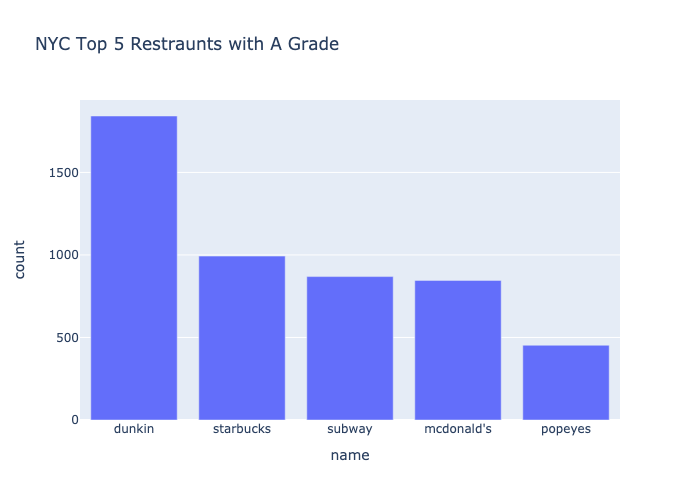 NYC Top 5 Restraunts with A Grade
1500
1000
500
0
count
dunkin
starbucks
subway
mcdonald's
popeyes
name